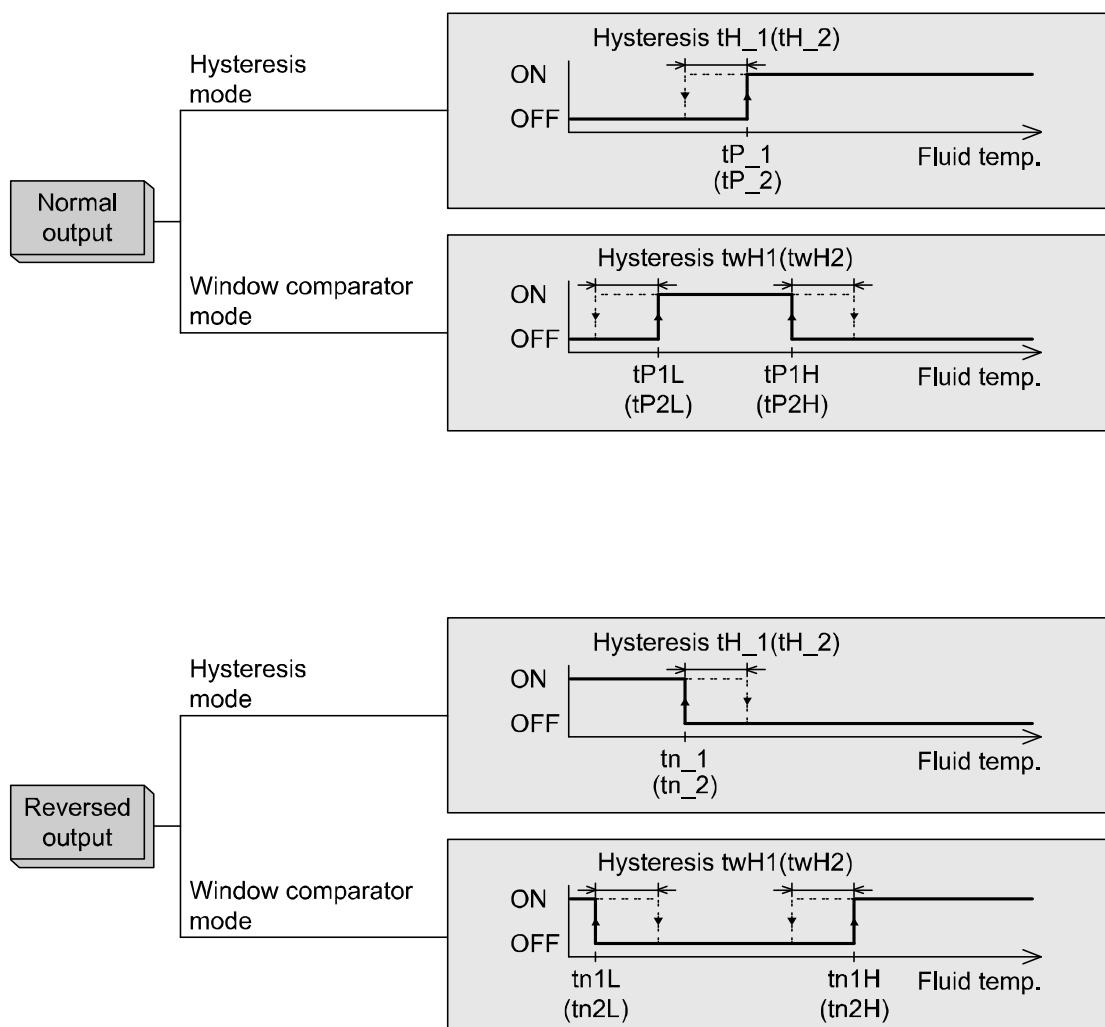 Normal
output
Hysteresis
mode
Hysteresis tH_1(tH_2)
ON
OFF
tP_1
(tP_2)
Fluid temp.
Window comparator
mode
Hysteresis twH1(twH2)
ON
OFF
tP1L
(tP2L)
tP1H
(tP2H)
Fluid temp.
Reversed
output
Hysteresis
mode
Hysteresis tH_1(tH_2)
ON
OFF
tn_1
(tn_2)
Fluid temp.
Window comparator
mode
Hysteresis twH1(twH2)
ON
OFF
tn1L
(tn2L)
tn1H
(tn2H)
Fluid temp.